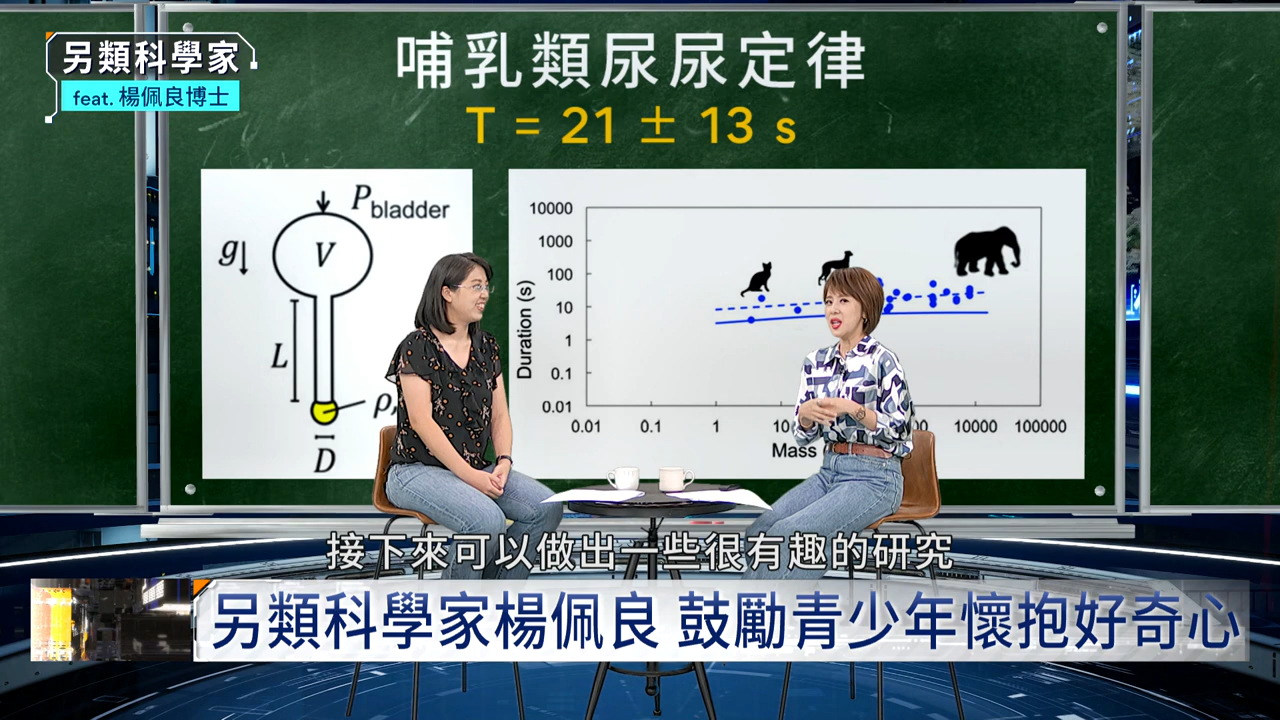 另類科學家
feat. 楊佩良博士
哺乳類尿尿定律
T = 21 ± 13 s
P bladder
g
V
L
ρ
D
Duration (s)
10000
1000
100
10
1
0.1
0.01
0.01 0.1 1 10 10000 100000
Mass
接下來可以做出一些很有趣的研究
另類科學家楊佩良 鼓勵青少年懷抱好奇心